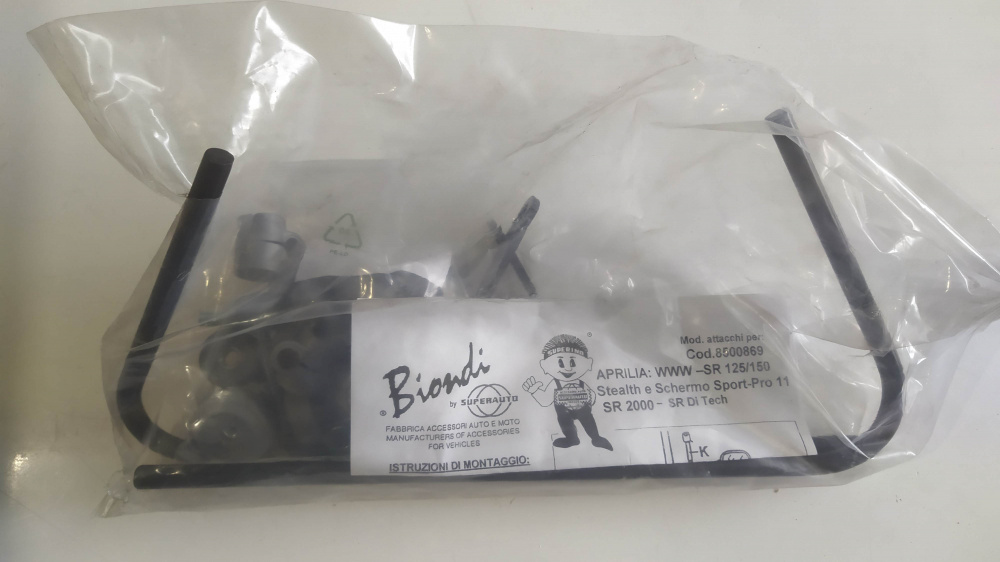 Biondi
®
by SUPERAUTO
FABBRICA ACCESSORI AUTO E MOTO
MANUFACTURERS OF ACCESSORIES
FOR VEHICLES
ISTRUZIONI DI MONTAGGIO:
®
Mod. attacchi per:
Cod.8500869
APRILIA: WWW –SR 125/150
Stealth e Schermo Sport-Pro 11
SR 2000 – SR Di Tech
K